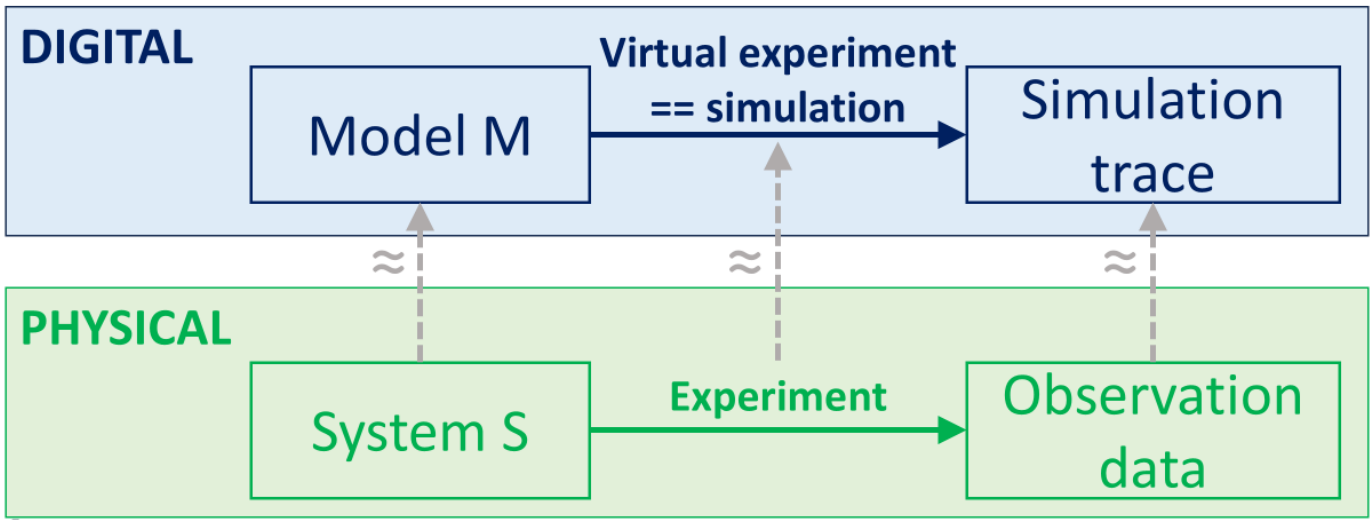 DIGITAL
Virtual experiment
== simulation
Model M
Simulation
trace
≈ ≈ ≈
PHYSICAL
Experiment
System S
Observation
data